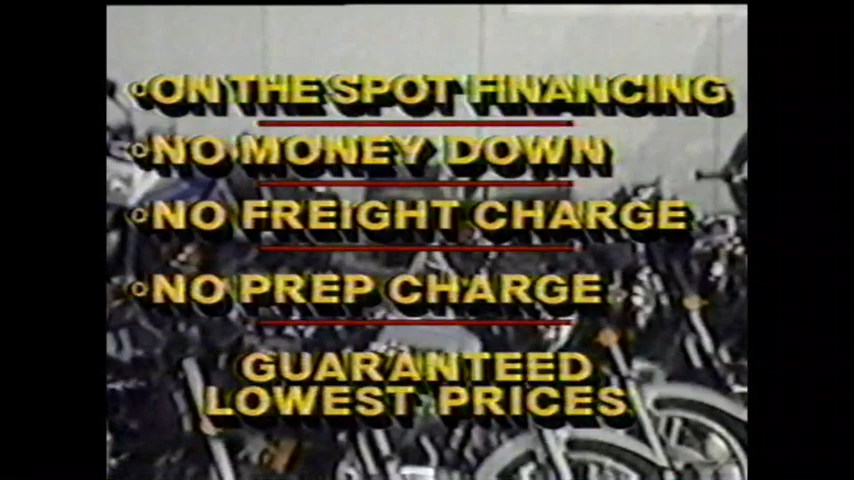 ON THE SPOT FINANCING
NO MONEY DOWN
NO FREIGHT CHARGE
NO PREP CHARGE
GUARANTEED
LOWEST PRICES